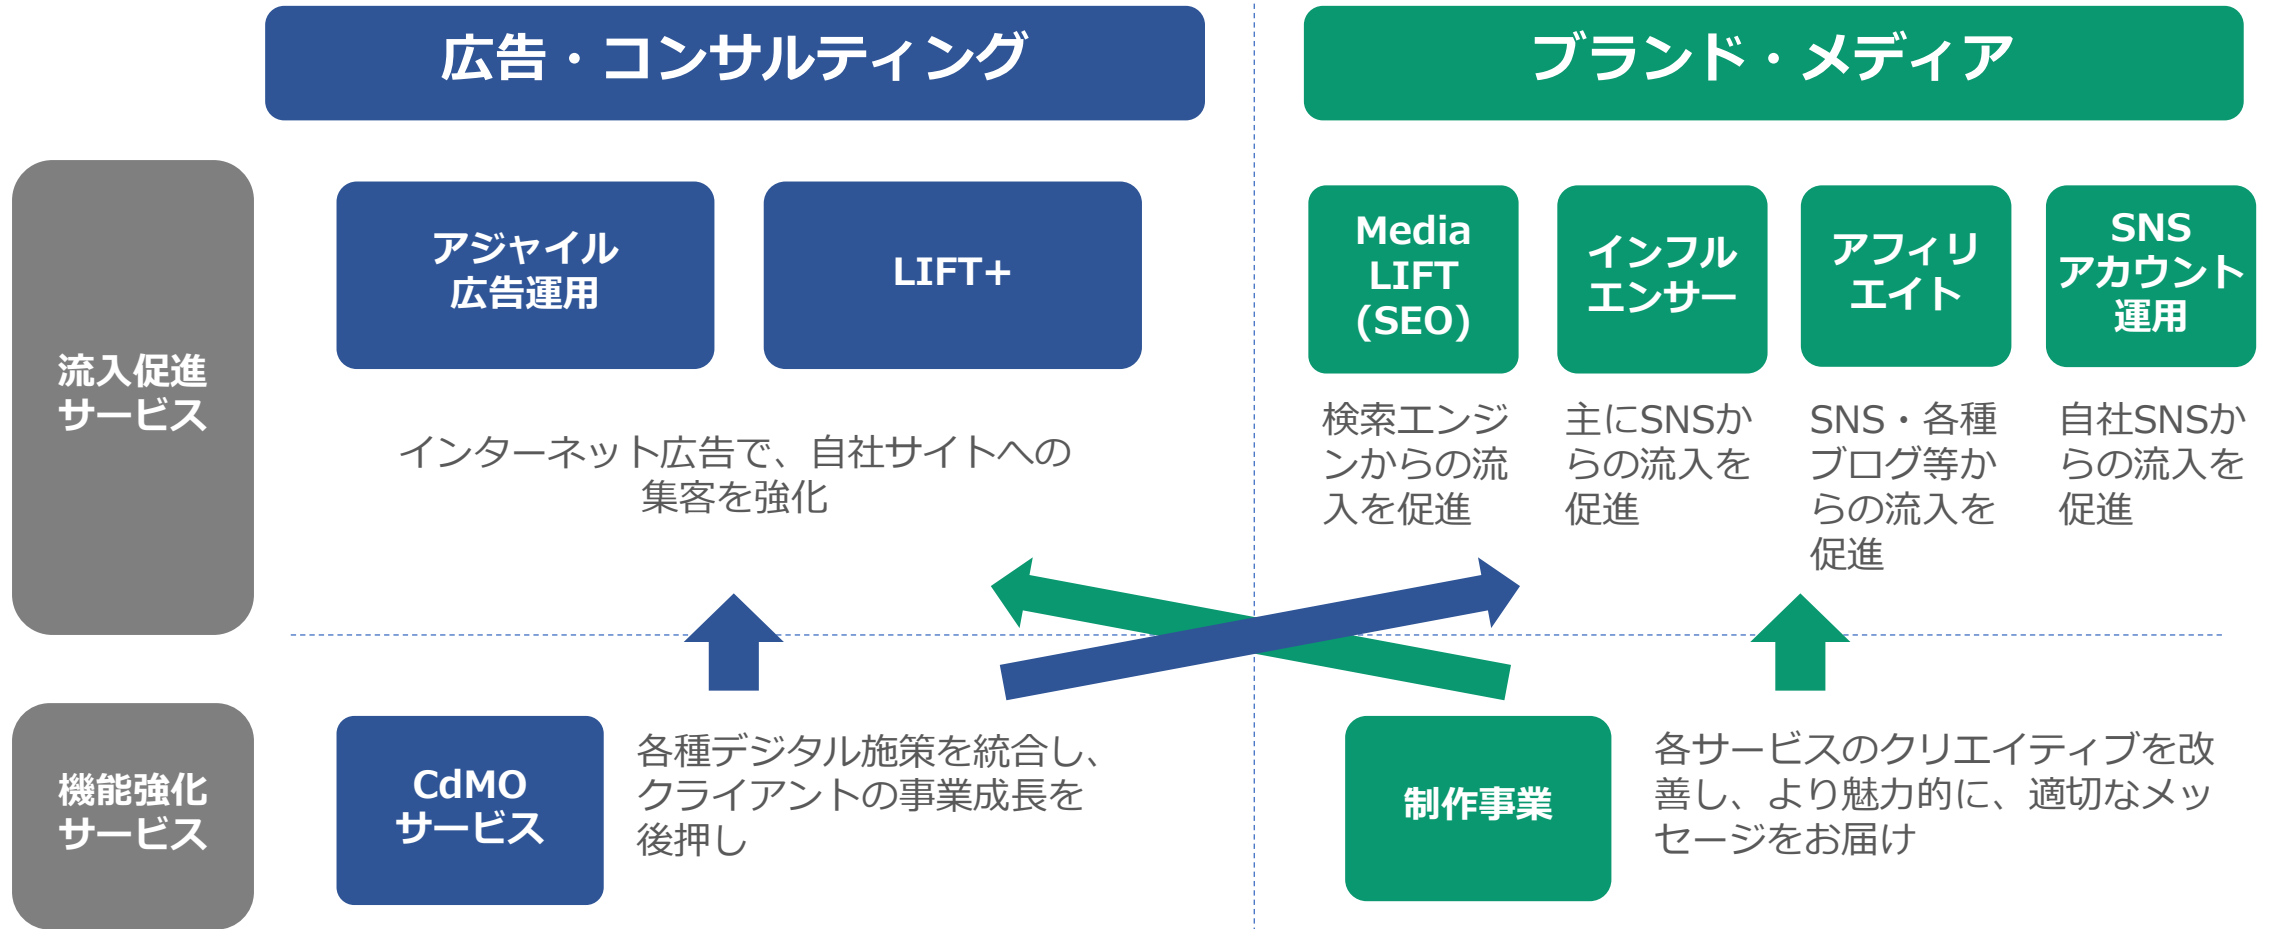 広告・コンサルティング
ブランド・メディア
流入促進
サービス
アジャイル
広告運用
LIFT+
インターネット広告で、自社サイトへの
集客を強化
Media
LIFT
(SEO)
検索エンジ
ンからの流
入を促進
インフル
エンサー
主にSNSか
らの流入を
促進
アフィリ
エイト
SNS・各種
ブログ等か
らの流入を
促進
SNS
アカウント
運用
自社SNSか
らの流入を
促進
機能強化
サービス
CdMO
サービス
各種デジタル施策を統合し、
クライアントの事業成長を
後押し
制作事業
各サービスのクリエイティブを改
善し、より魅力的に、適切なメッ
セージをお届け